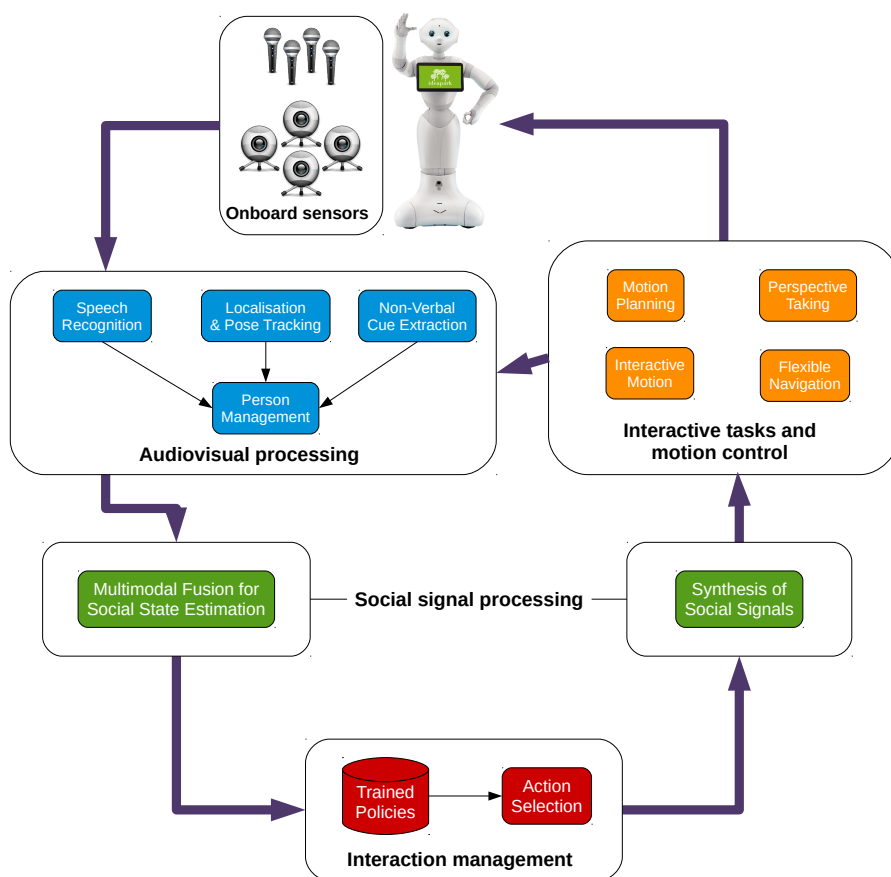 ideapark
Onboard sensors
Speech
Recognition
Localisation
& Pose Tracking
Non-Verbal
Cue Extraction
Person
Management
Audiovisual processing
Motion
Planning
Perspective
Taking
Interactive
Motion
Flexible
Navigation
Interactive tasks and
motion control
Multimodal Fusion for
Social State Estimation
Social signal processing
Synthesis of
Social Signals
Trained
Policies
Action
Selection
Interaction management